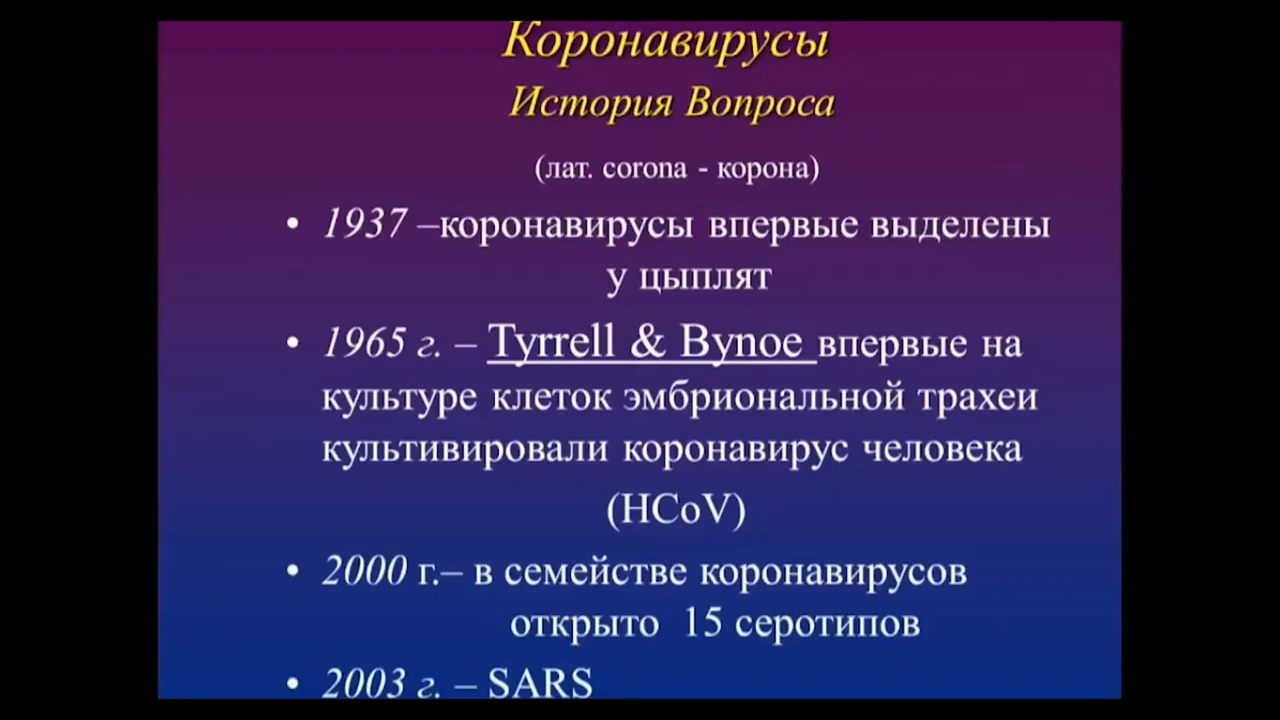 Коронавирусы
История Вопроса
(лат. corona - корона)
• 1937 –коронавирусы впервые выделены
у цыплят
• 1965 г. – Tyrrell & Bynoe впервые на
культуре клеток эмбриональной трахеи
культивировали коронавирус человека
(HCoV)
• 2000 г.– в семействе коронавирусов
открыто 15 серотипов
• 2003 г. – SARS